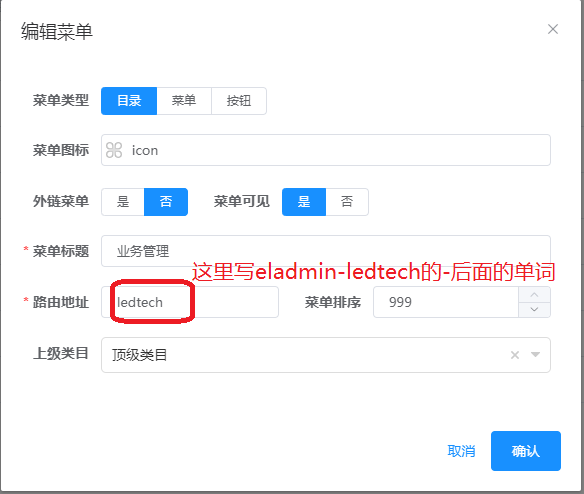 编辑菜单
菜单类型 目录 菜单 按钮
菜单图标 icon
外链菜单 是 否 菜单可见 是 否
* 菜单标题 业务管理
这里写eladmin-ledtech的-后面的单词
* 路由地址 ledtech 菜单排序 999
上级类目 顶级类目
取消 确认